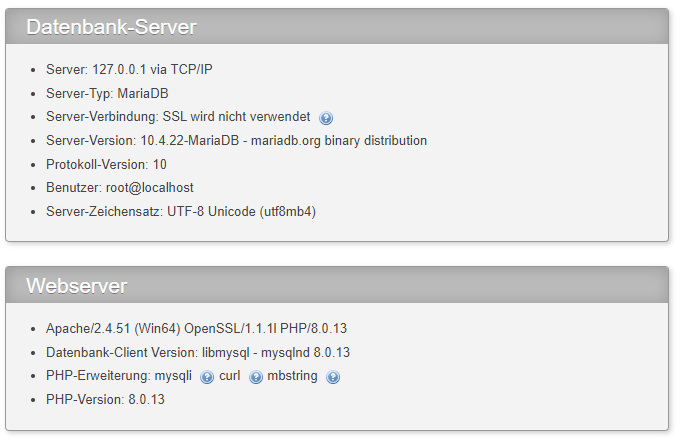 Datenbank-Server
Server: 127.0.0.1 via TCP/IP
Server-Typ: MariaDB
Server-Verbindung: SSL wird nicht verwendet
Server-Version: 10.4.22-MariaDB - mariadb.org binary distribution
Protokoll-Version: 10
Benutzer: root@localhost
Server-Zeichensatz: UTF-8 Unicode (utf8mb4)
Webserver
Apache/2.4.51 (Win64) OpenSSL/1.1.1l PHP/8.0.13
Datenbank-Client Version: libmysql - mysqlnd 8.0.13
PHP-Erweiterung: mysqli curl mbstring
PHP-Version: 8.0.13